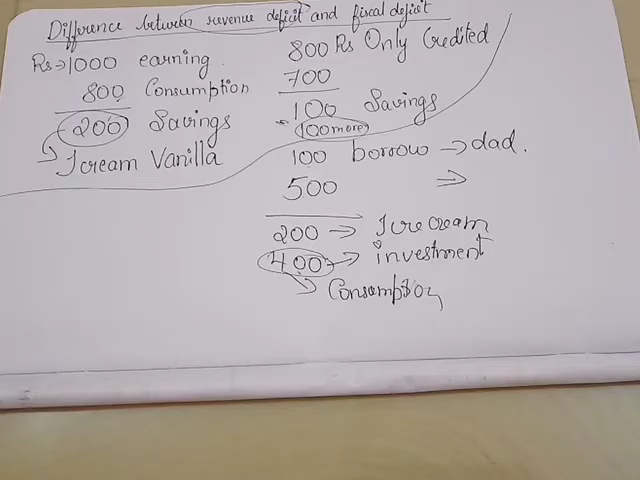 Difference between revenue deficit and fiscal deficit
Rs→1000 earning
800 Consumption
200 Savings
Icream Vanilla
800 Rs Only Credited
700
100 Savings
100 more
100 borrow → dad.
500 →
200 → Icecream
400 → investment
Consumption